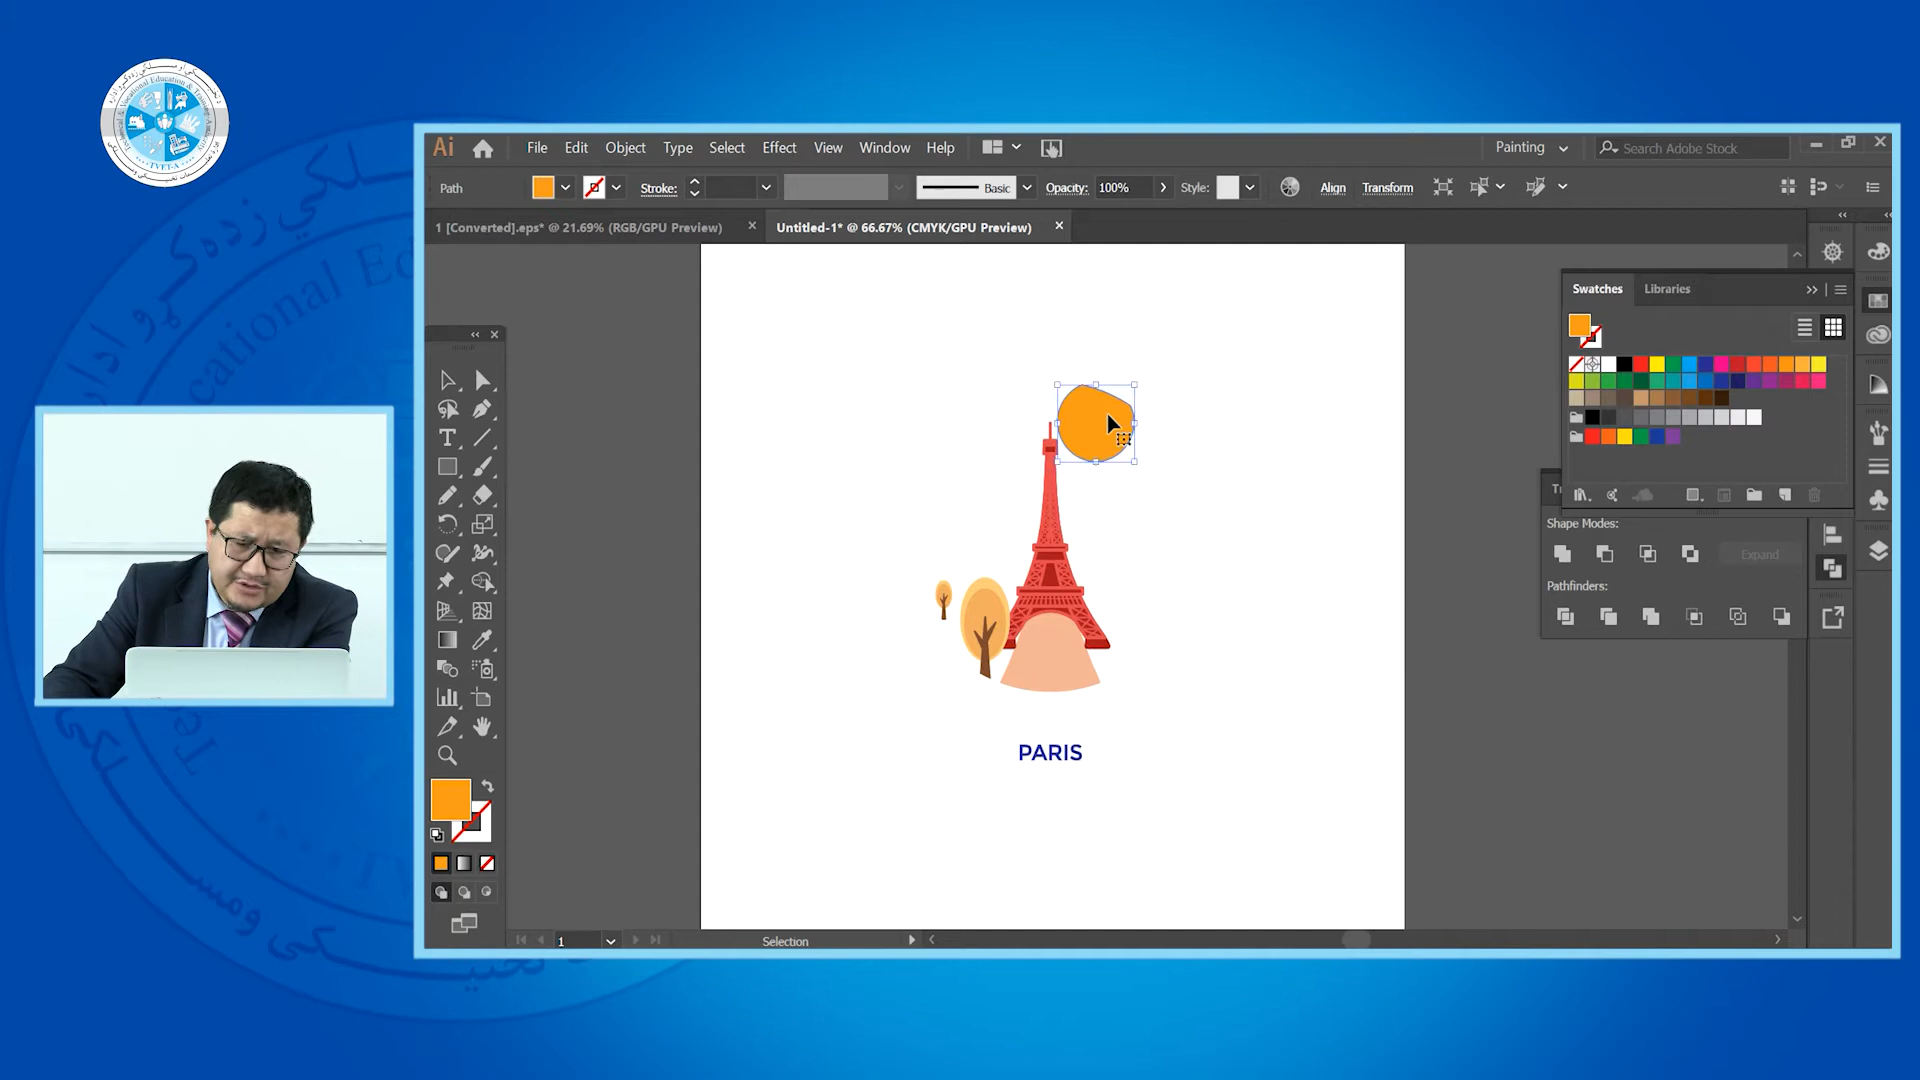 Ai File Edit Object Type Select Effect View Window Help Painting Search Adobe Stock
Path Stroke: Basic Opacity: 100% Style: Align Transform
1 [Converted].eps* @ 21.69% (RGB/GPU Preview) Untitled-1* @ 66.67% (CMYK/GPU Preview)
Swatches Libraries
Shape Modes:
Expand
Pathfinders:
PARIS
1 Selection
TVET-A